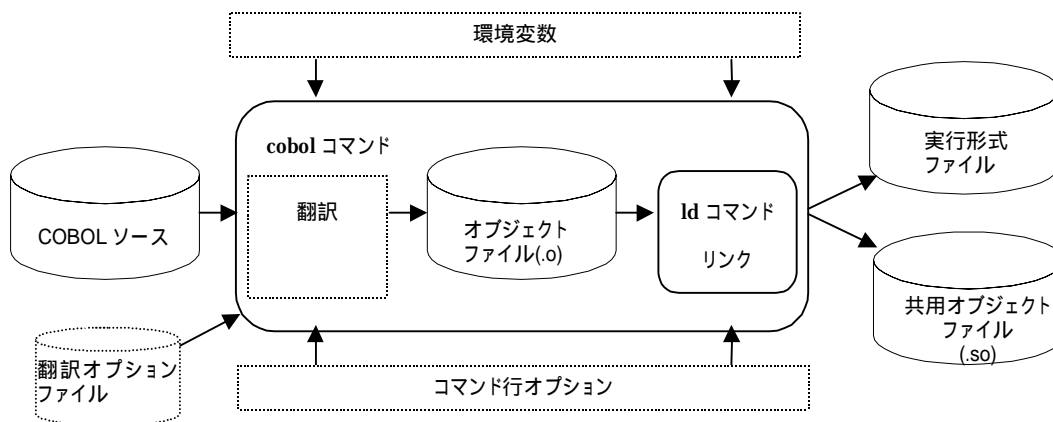 環境変数
cobol コマンド
翻訳
COBOL ソース
オブジェクト
ファイル(.o)
ld コマンド
リンク
実行形式
ファイル
共用オブジェクト
ファイル
(.so)
翻訳オプション
ファイル
コマンド行オプション